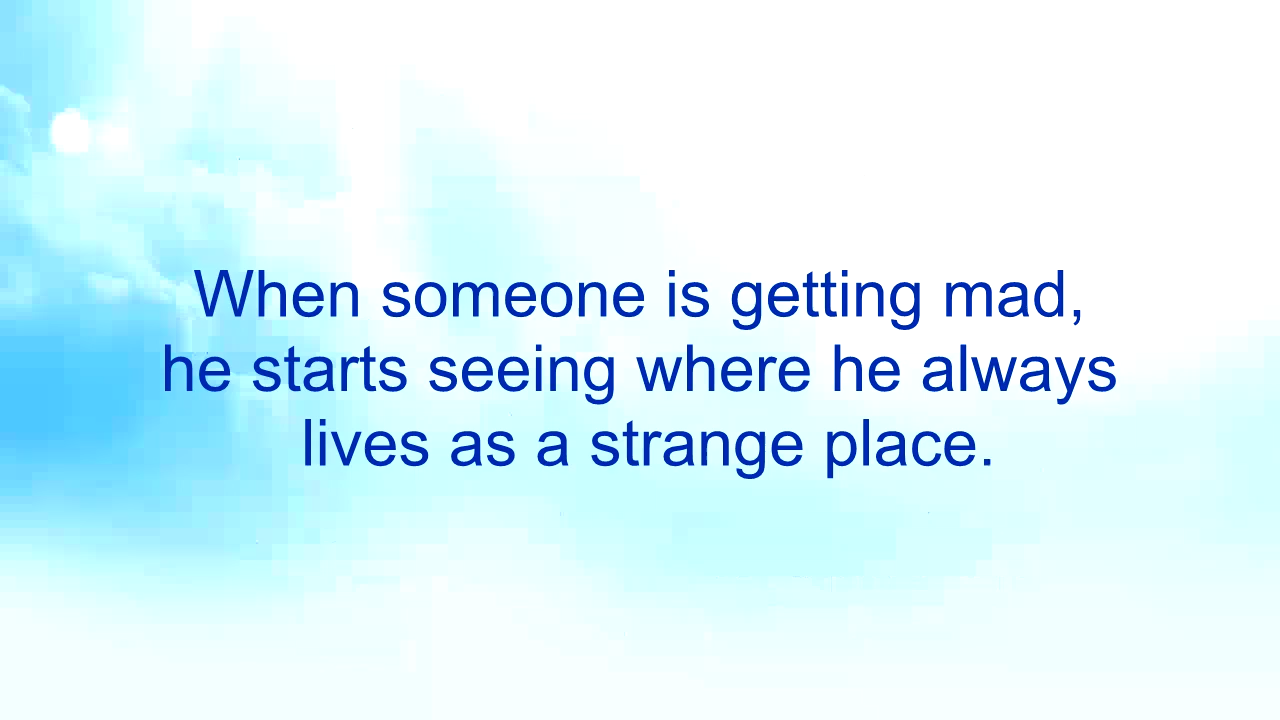 When someone is getting mad,
he starts seeing where he always
lives as a strange place.